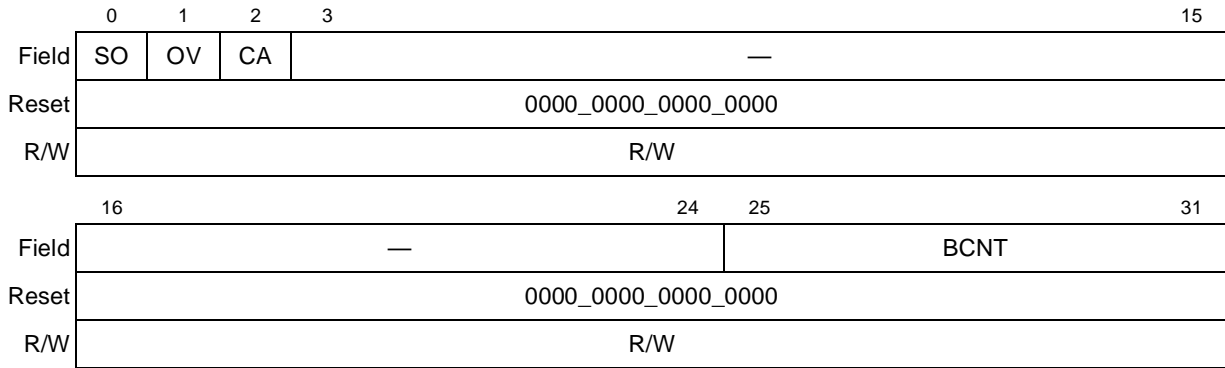 0 1 2 3 15
Field SO OV CA —
Reset 0000_0000_0000_0000
R/W R/W
16 24 25 31
Field — BCNT
Reset 0000_0000_0000_0000
R/W R/W